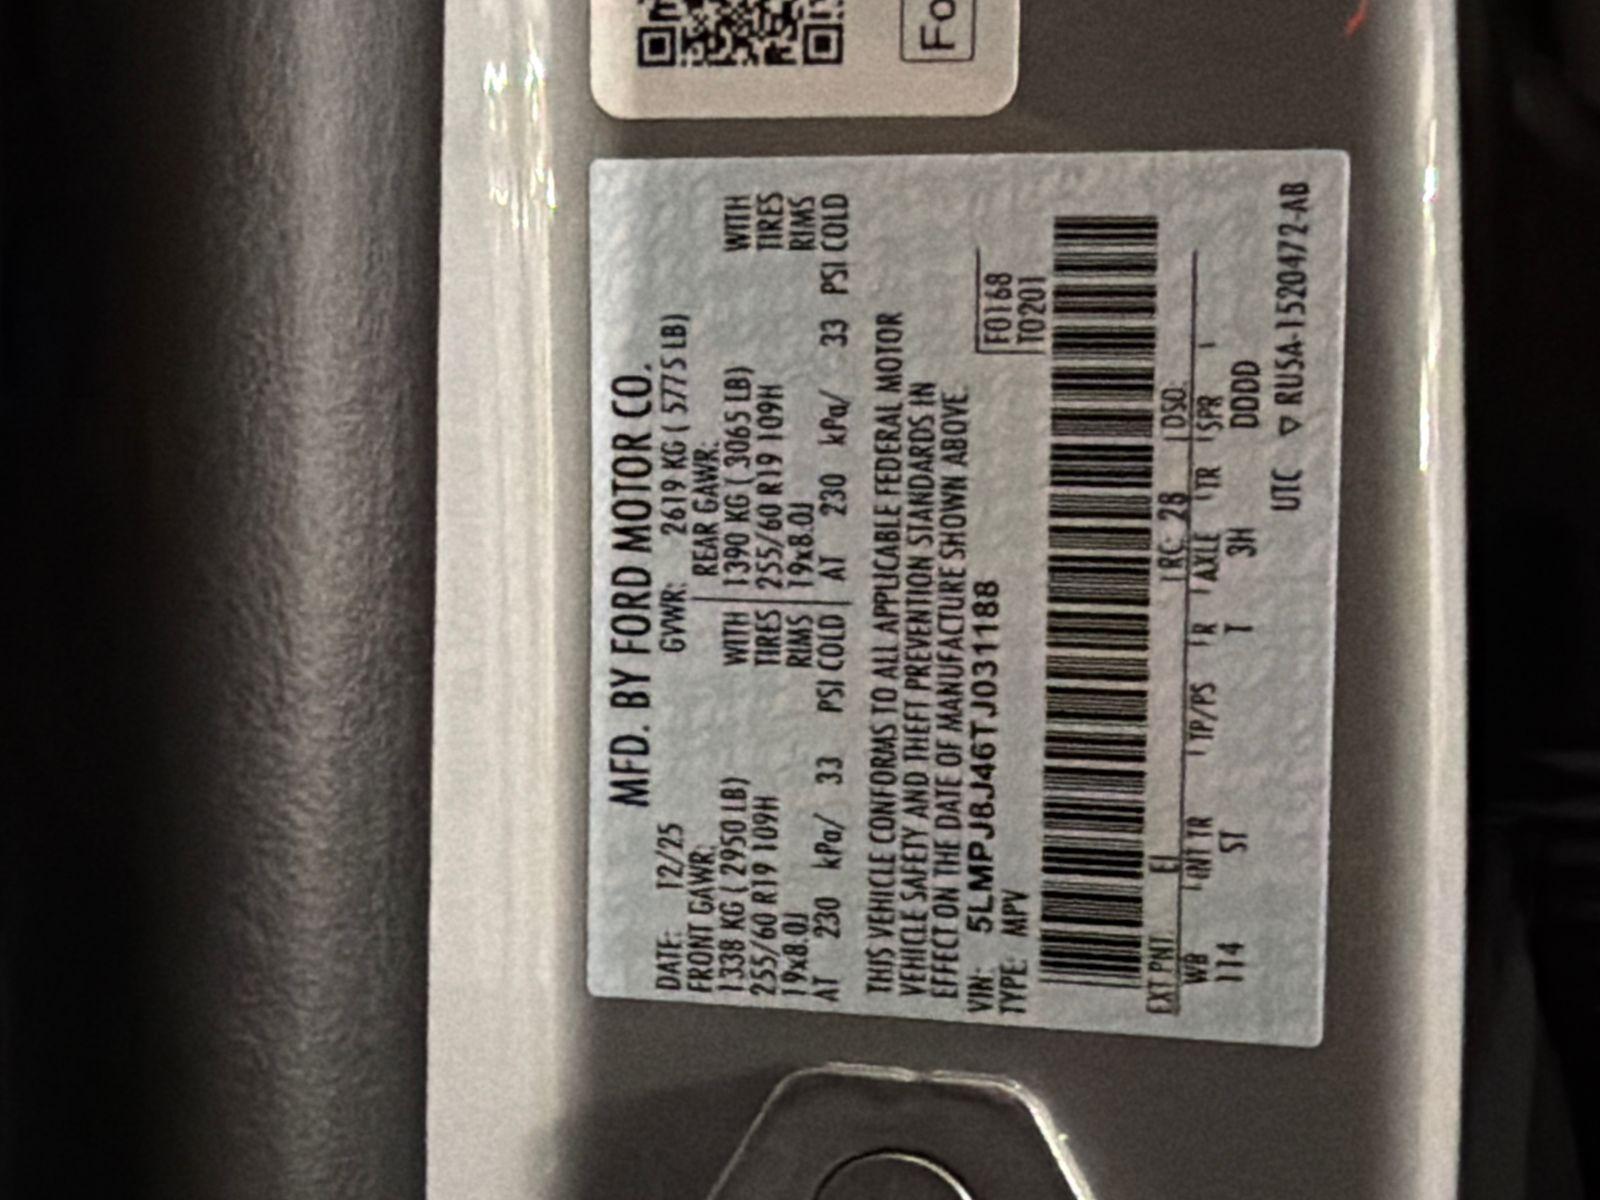 Fo
MFD. BY FORD MOTOR CO.
DATE: 12/25 GVWR: 2619 KG ( 5775 LB)
FRONT GAWR: REAR GAWR:
1338 KG ( 2950 LB) WITH 1390 KG ( 3065 LB) WITH
255/60 R19 109H TIRES 255/60 R19 109H TIRES
19x8.0J RIMS 19x8.0J RIMS
AT 230 kPa/ 33 PSI COLD AT 230 kPa/ 33 PSI COLD
THIS VEHICLE CONFORMS TO ALL APPLICABLE FEDERAL MOTOR
VEHICLE SAFETY AND THEFT PREVENTION STANDARDS IN
EFFECT ON THE DATE OF MANUFACTURE SHOWN ABOVE.
VIN: 5LMPJ8J46TJ031188 F0168
TYPE: MPV T0201
EXT PNT: EJ RC: 28 DSO:
WB INT TR TP/PS R AXLE TR SPR
114 ST T 3H DDDD
UTC ▽RUSA-1520472-AB